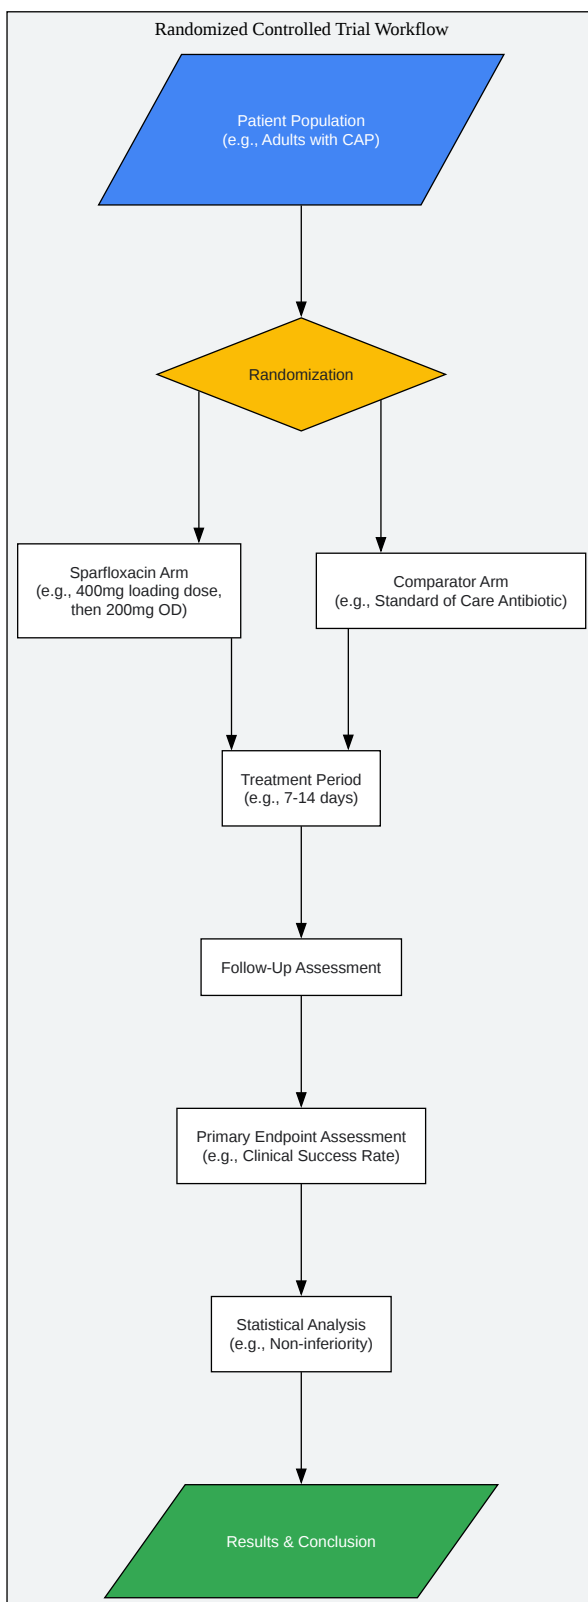 Randomized Controlled Trial Workflow
Patient Population
(e.g., Adults with CAP)
Randomization
Sparfloxacin Arm
(e.g., 400mg loading dose,
then 200mg OD)
Comparator Arm
(e.g., Standard of Care Antibiotic)
Treatment Period
(e.g., 7-14 days)
Follow-Up Assessment
Primary Endpoint Assessment
(e.g., Clinical Success Rate)
Statistical Analysis
(e.g., Non-inferiority)
Results & Conclusion